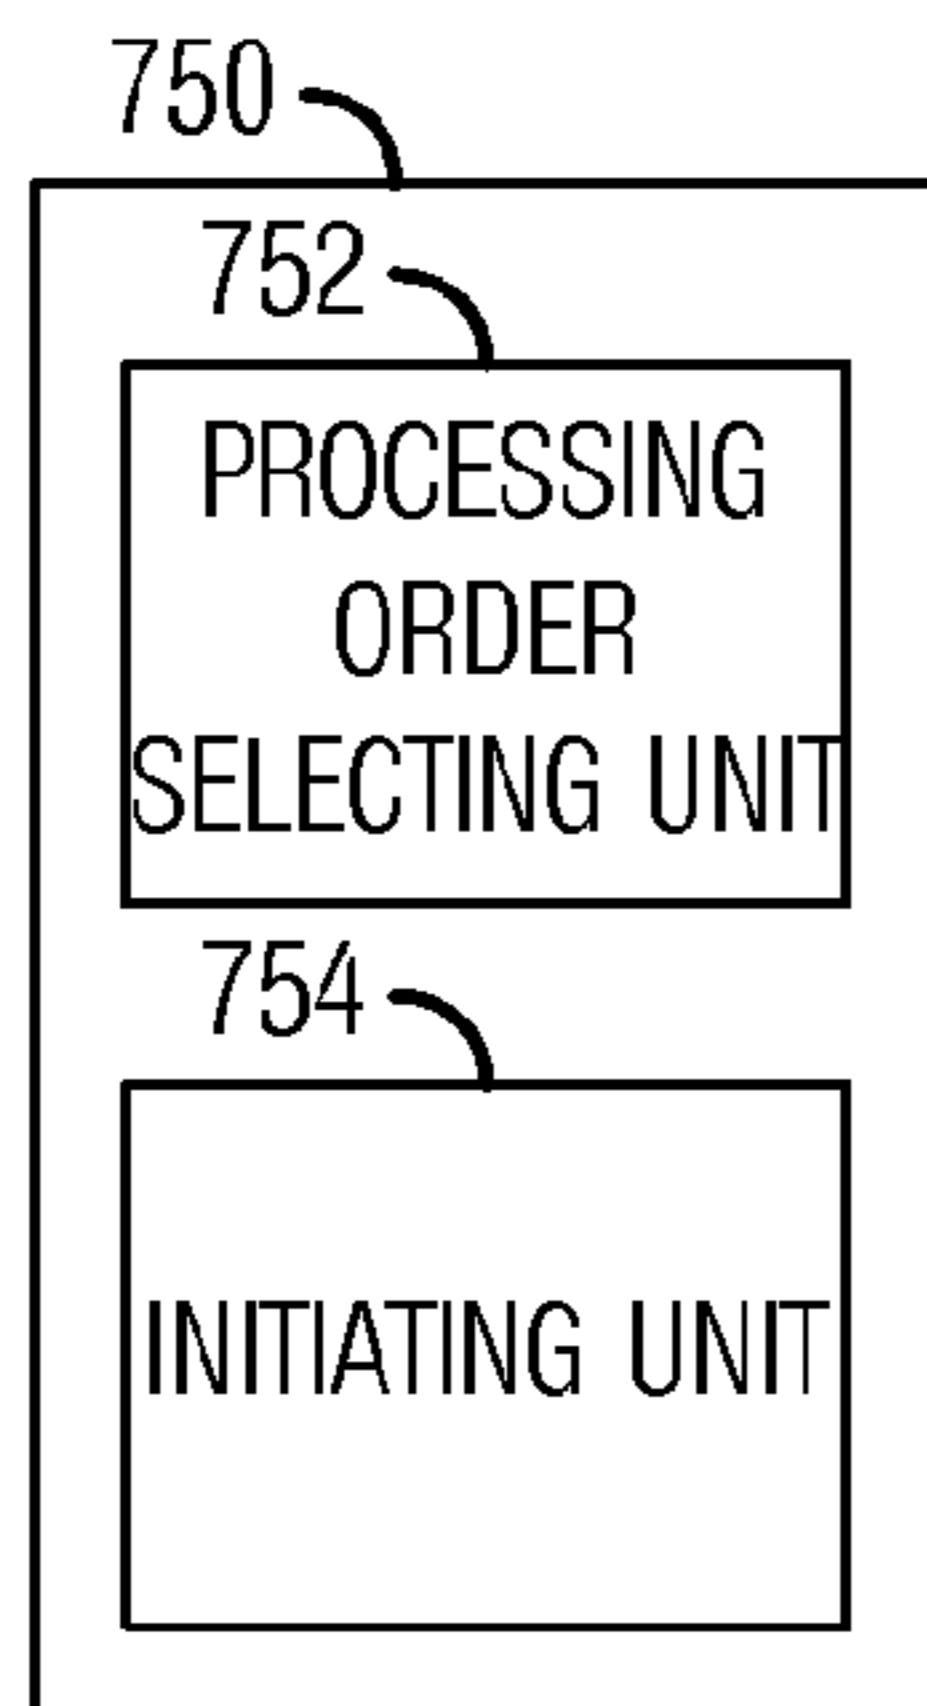 750
752
PROCESSING
ORDER
SELECTING UNIT
754
INITIATING UNIT